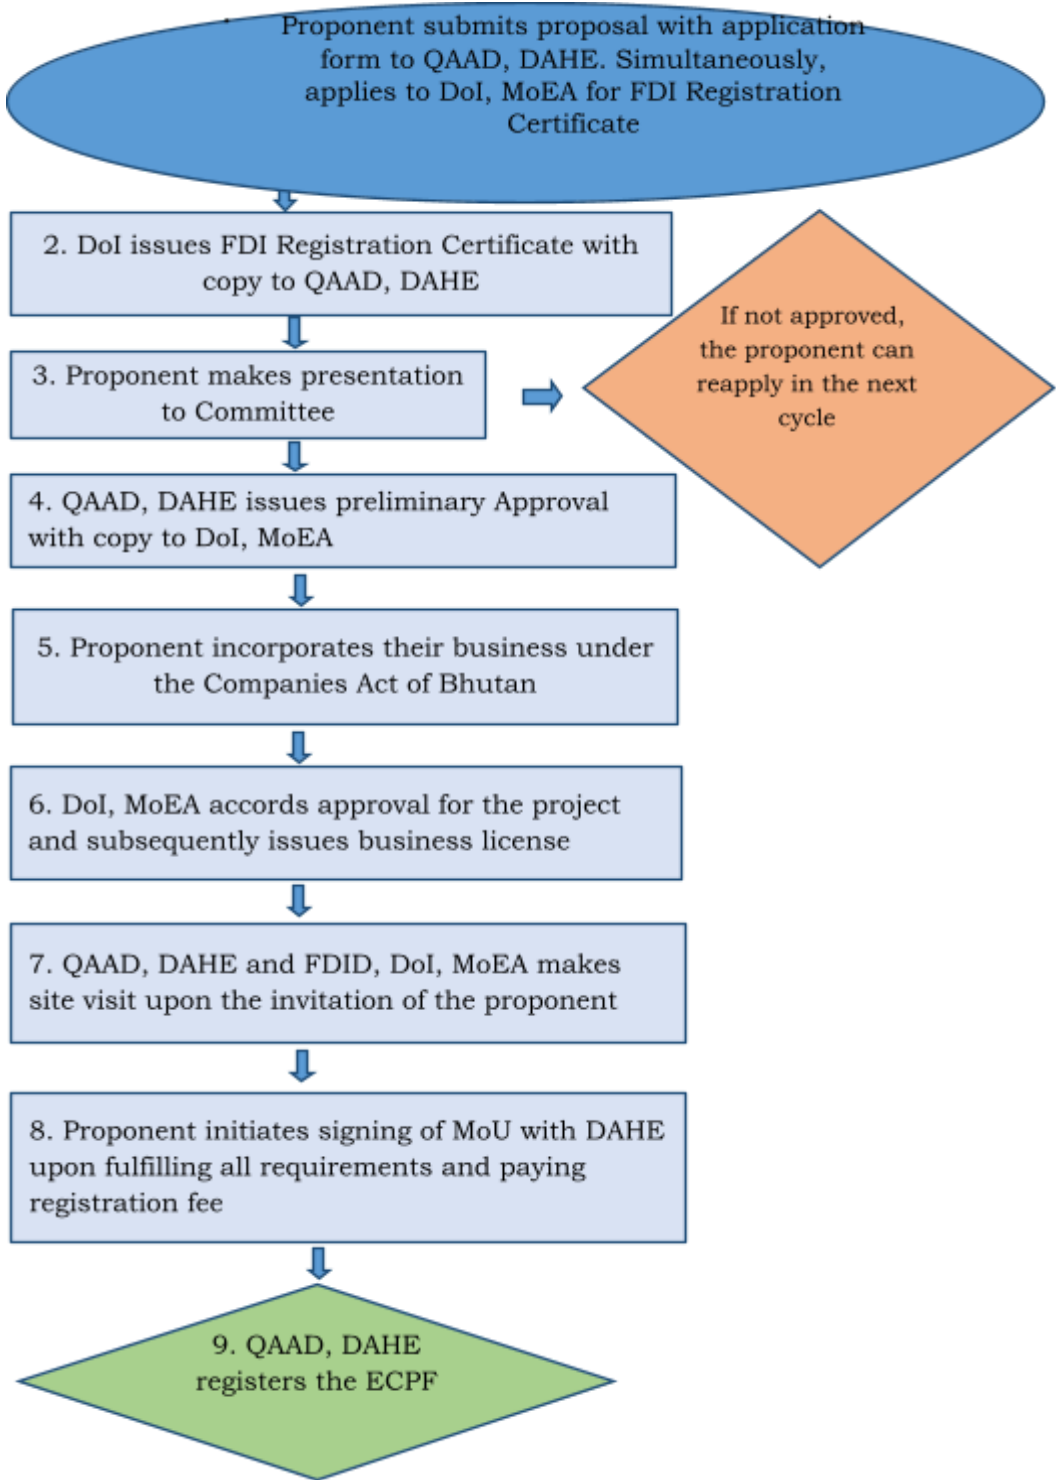 Proponent submits proposal with application
form to QAAD, DAHE. Simultaneously,
applies to DoI, MoEA for FDI Registration
Certificate
2. DoI issues FDI Registration Certificate with
copy to QAAD, DAHE
3. Proponent makes presentation
to Committee
If not approved,
the proponent can
reapply in the next
cycle
4. QAAD, DAHE issues preliminary Approval
with copy to DoI, MoEA
5. Proponent incorporates their business under
the Companies Act of Bhutan
6. DoI, MoEA accords approval for the project
and subsequently issues business license
7. QAAD, DAHE and FDID, DoI, MoEA makes
site visit upon the invitation of the proponent
8. Proponent initiates signing of MoU with DAHE
upon fulfilling all requirements and paying
registration fee
9. QAAD, DAHE
registers the ECPF